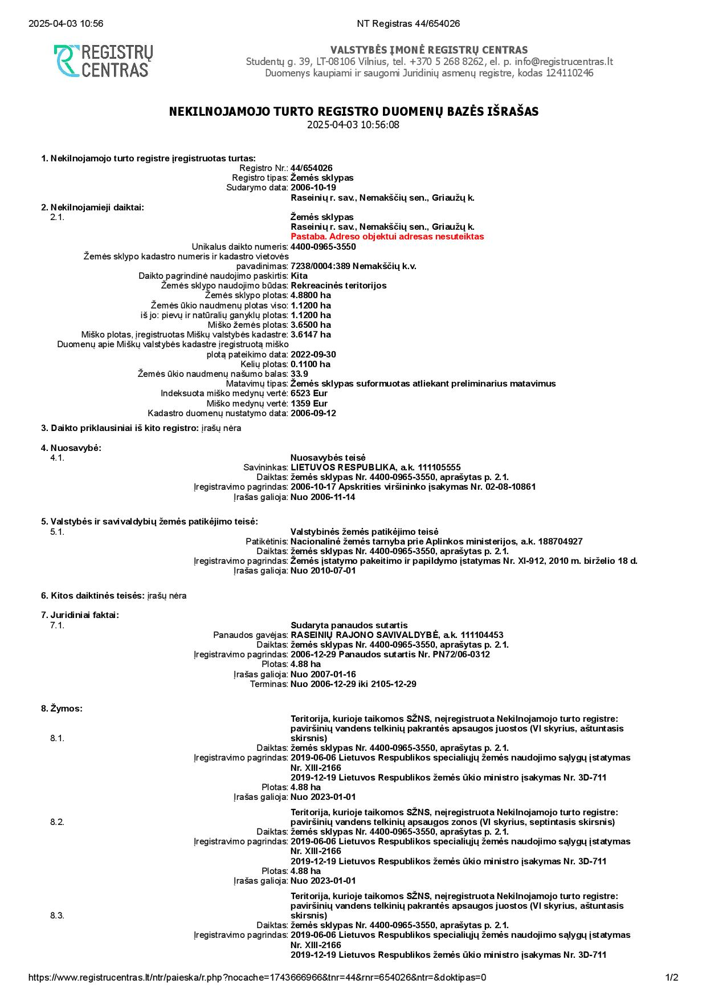 2025-04-03 10:56 NT Registras 44/654026
REGISTRŲ
CENTRAS
VALSTYBĖS ĮMONĖ REGISTRŲ CENTRAS
Studentų g. 39, LT-08106 Vilnius, tel. +370 5 268 8262, el. p. info@registrucentras.lt
Duomenys kaupiami ir saugomi Juridinių asmenų registre, kodas 124110246
NEKILNOJAMOJO TURTO REGISTRO DUOMENŲ BAZĖS IŠRAŠAS
2025-04-03 10:56:08
1. Nekilnojamojo turto registre įregistruotas turtas:
Registro Nr.: 44/654026
Registro tipas: Žemės sklypas
Sudarymo data: 2006-10-19
Raseinių r. sav., Nemakščių sen., Griaužų k.
2. Nekilnojamieji daiktai:
2.1. Žemės sklypas
Raseinių r. sav., Nemakščių sen., Griaužų k.
Pastaba. Adreso objektui adresas nesuteiktas
Unikalus daikto numeris: 4400-0965-3550
Žemės sklypo kadastro numeris ir kadastro vietovės
pavadinimas: 7238/0004:389 Nemakščių k.v.
Daikto pagrindinė naudojimo paskirtis: Kita
Žemės sklypo naudojimo būdas: Rekreacinės teritorijos
Žemės sklypo plotas: 4.8800 ha
Žemės ūkio naudmenų plotas viso: 1.1200 ha
iš jo: pievų ir natūralių ganyklų plotas: 1.1200 ha
Miško žemės plotas: 3.6500 ha
Miško plotas, įregistruotas Miškų valstybės kadastre: 3.6147 ha
Duomenų apie Miškų valstybės kadastre įregistruotą miško
plotą pateikimo data: 2022-09-30
Kelių plotas: 0.1100 ha
Žemės ūkio naudmenų našumo balas: 33.9
Matavimų tipas: Žemės sklypas suformuotas atliekant preliminarius matavimus
Indeksuota miško medynų vertė: 6523 Eur
Miško medynų vertė: 1359 Eur
Kadastro duomenų nustatymo data: 2006-09-12
3. Daikto priklausiniai iš kito registro: įrašų nėra
4. Nuosavybė:
4.1. Nuosavybės teisė
Savininkas: LIETUVOS RESPUBLIKA, a.k. 111105555
Daiktas: žemės sklypas Nr. 4400-0965-3550, aprašytas p. 2.1.
Įregistravimo pagrindas: 2006-10-17 Apskrities viršininko įsakymas Nr. 02-08-10861
Įrašas galioja: Nuo 2006-11-14
5. Valstybės ir savivaldybių žemės patikėjimo teisė:
5.1. Valstybinės žemės patikėjimo teisė
Patikėtinis: Nacionalinė žemės tarnyba prie Aplinkos ministerijos, a.k. 188704927
Daiktas: žemės sklypas Nr. 4400-0965-3550, aprašytas p. 2.1.
Įregistravimo pagrindas: Žemės įstatymo pakeitimo ir papildymo įstatymas Nr. XI-912, 2010 m. birželio 18 d.
Įrašas galioja: Nuo 2010-07-01
6. Kitos daiktinės teisės: įrašų nėra
7. Juridiniai faktai:
7.1. Sudaryta panaudos sutartis
Panaudos gavėjas: RASEINIŲ RAJONO SAVIVALDYBĖ, a.k. 111104453
Daiktas: žemės sklypas Nr. 4400-0965-3550, aprašytas p. 2.1.
Įregistravimo pagrindas: 2006-12-29 Panaudos sutartis Nr. PN72/06-0312
Plotas: 4.88 ha
Įrašas galioja: Nuo 2007-01-16
Terminas: Nuo 2006-12-29 iki 2105-12-29
8. Žymos:
Teritorija, kurioje taikomos SŽNS, neįregistruota Nekilnojamojo turto registre:
paviršinių vandens telkinių pakrantės apsaugos juostos (VI skyrius, aštuntasis
8.1. skirsnis)
Daiktas: žemės sklypas Nr. 4400-0965-3550, aprašytas p. 2.1.
Įregistravimo pagrindas: 2019-06-06 Lietuvos Respublikos specialiųjų žemės naudojimo sąlygų įstatymas
Nr. XIII-2166
2019-12-19 Lietuvos Respublikos žemės ūkio ministro įsakymas Nr. 3D-711
Plotas: 4.88 ha
Įrašas galioja: Nuo 2023-01-01
Teritorija, kurioje taikomos SŽNS, neįregistruota Nekilnojamojo turto registre:
8.2. paviršinių vandens telkinių apsaugos zonos (VI skyrius, septintasis skirsnis)
Daiktas: žemės sklypas Nr. 4400-0965-3550, aprašytas p. 2.1.
Įregistravimo pagrindas: 2019-06-06 Lietuvos Respublikos specialiųjų žemės naudojimo sąlygų įstatymas
Nr. XIII-2166
2019-12-19 Lietuvos Respublikos žemės ūkio ministro įsakymas Nr. 3D-711
Plotas: 4.88 ha
Įrašas galioja: Nuo 2023-01-01
Teritorija, kurioje taikomos SŽNS, neįregistruota Nekilnojamojo turto registre:
paviršinių vandens telkinių pakrantės apsaugos juostos (VI skyrius, aštuntasis
8.3. skirsnis)
Daiktas: žemės sklypas Nr. 4400-0965-3550, aprašytas p. 2.1.
Įregistravimo pagrindas: 2019-06-06 Lietuvos Respublikos specialiųjų žemės naudojimo sąlygų įstatymas
Nr. XIII-2166
2019-12-19 Lietuvos Respublikos žemės ūkio ministro įsakymas Nr. 3D-711
https://www.registrucentras.lt/ntr/paieska/r.php?nocache=1743666966&tnr=44&rnr=654026&ntr=&doktipas=0 1/2